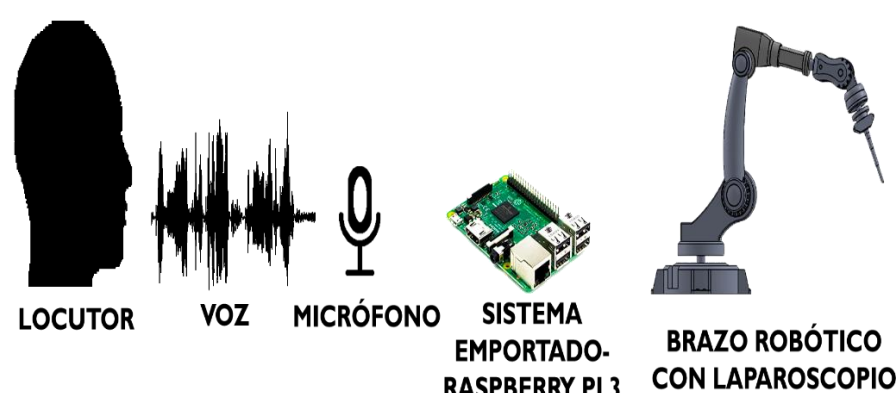 LOCUTOR
VOZ
MICRÓFONO
SISTEMA
EMPORTADO-
RASPBERRY PI 3
BRAZO ROBÓTICO
CON LAPAROSCOPIO